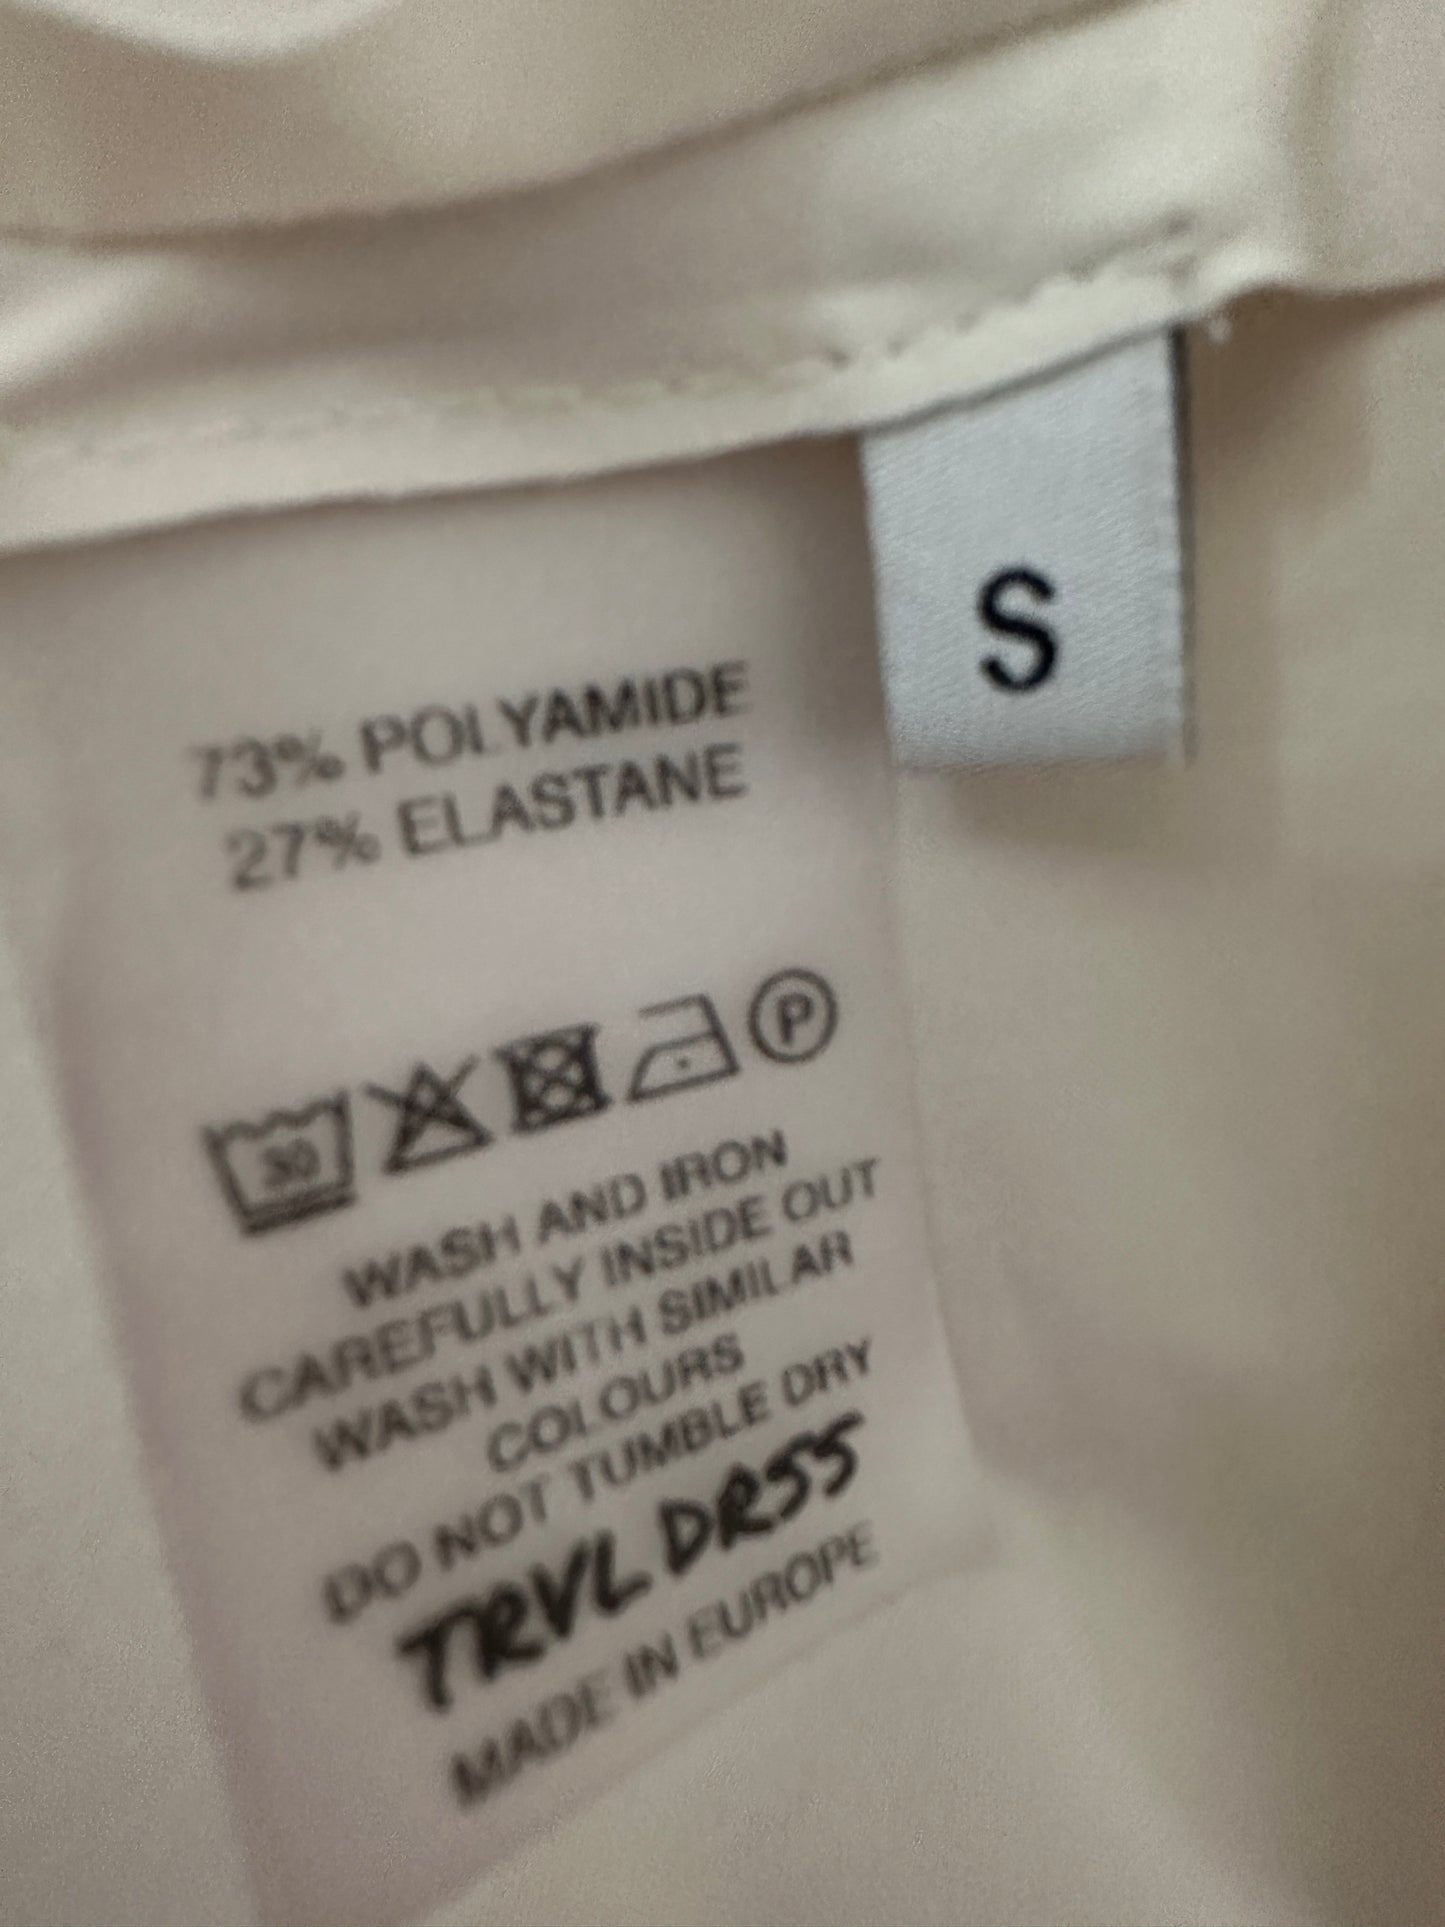 S
73% POLYAMIDE
27% ELASTANE
30
P
WASH AND IRON
CAREFULLY INSIDE OUT
WASH WITH SIMILAR
COLOURS
DO NOT TUMBLE DRY
TRVL DRSS
MADE IN EUROPE